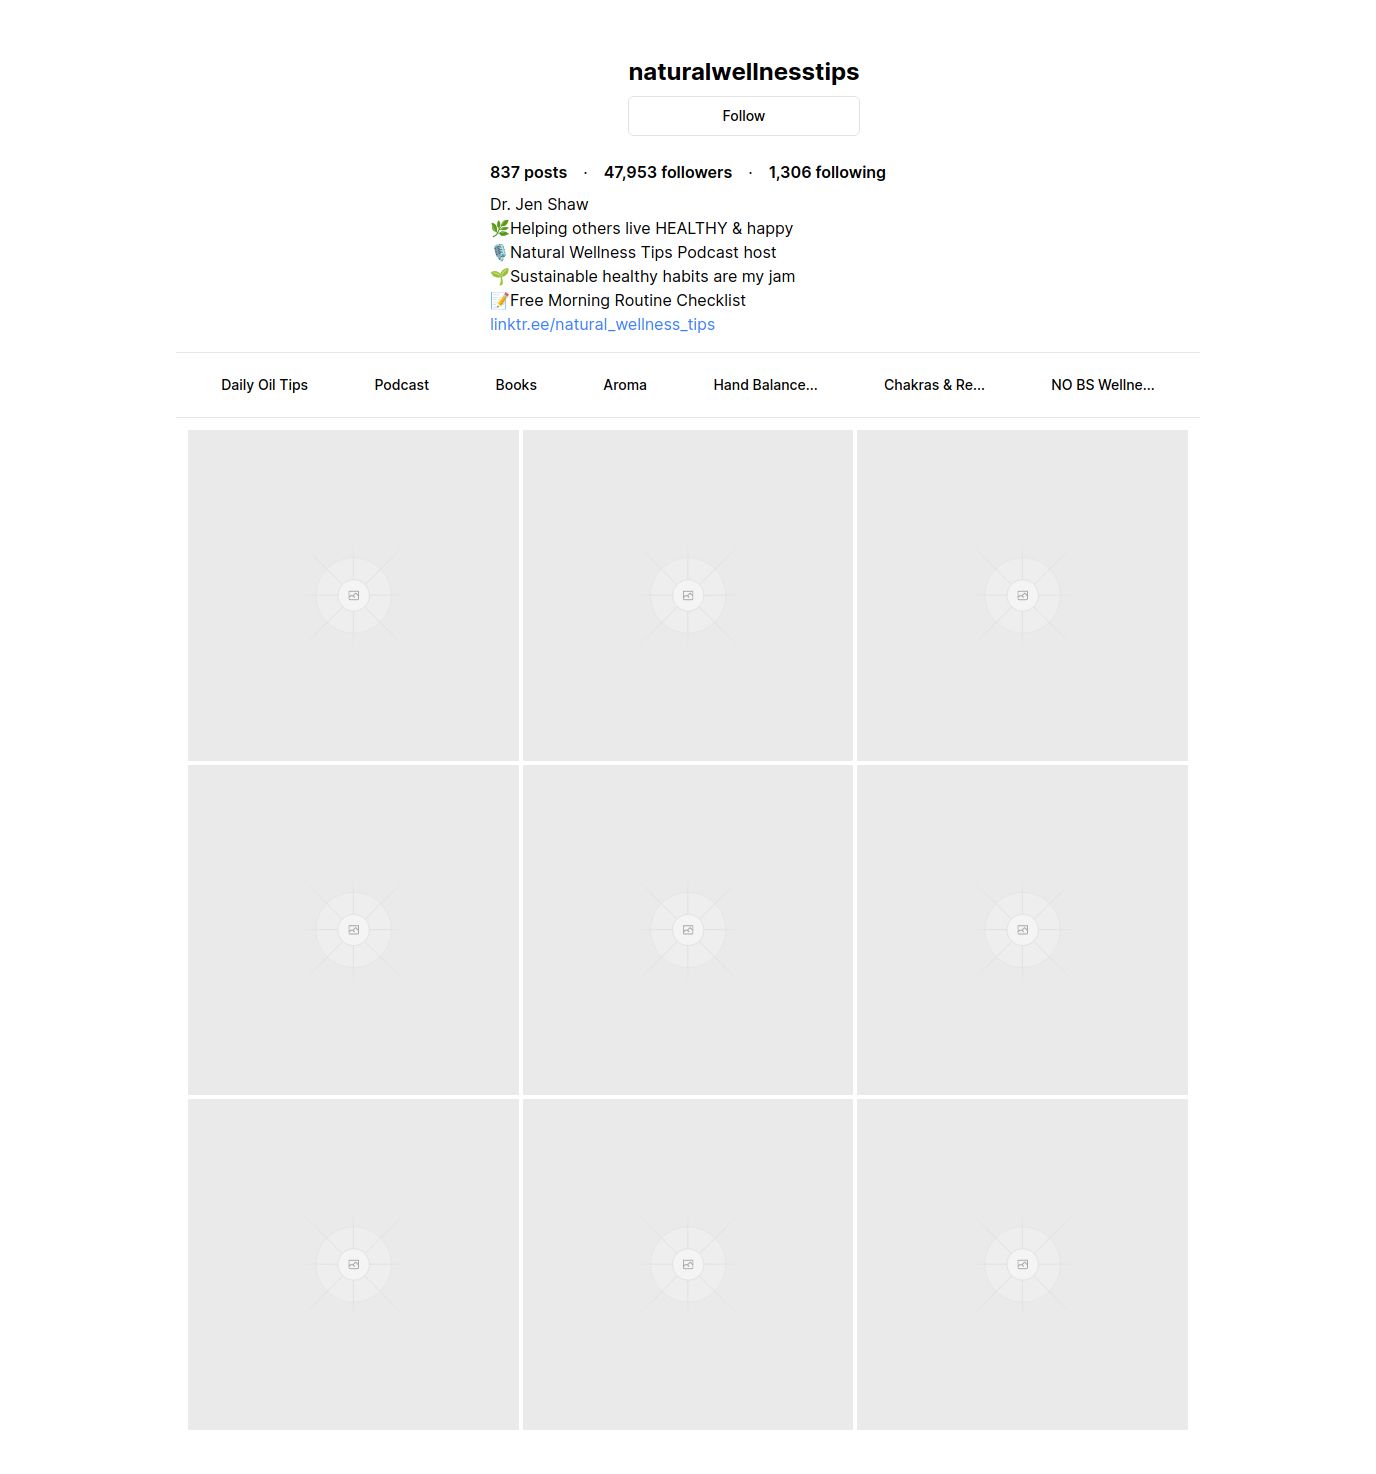 naturalwellnesstips
Follow
837 posts · 47,953 followers · 1,306 following
Dr. Jen Shaw
🌿Helping others live HEALTHY & happy
🎙️Natural Wellness Tips Podcast host
🌱Sustainable healthy habits are my jam
📝Free Morning Routine Checklist
linktr.ee/natural_wellness_tips
Daily Oil Tips Podcast Books Aroma Hand Balance... Chakras & Re... NO BS Wellne...